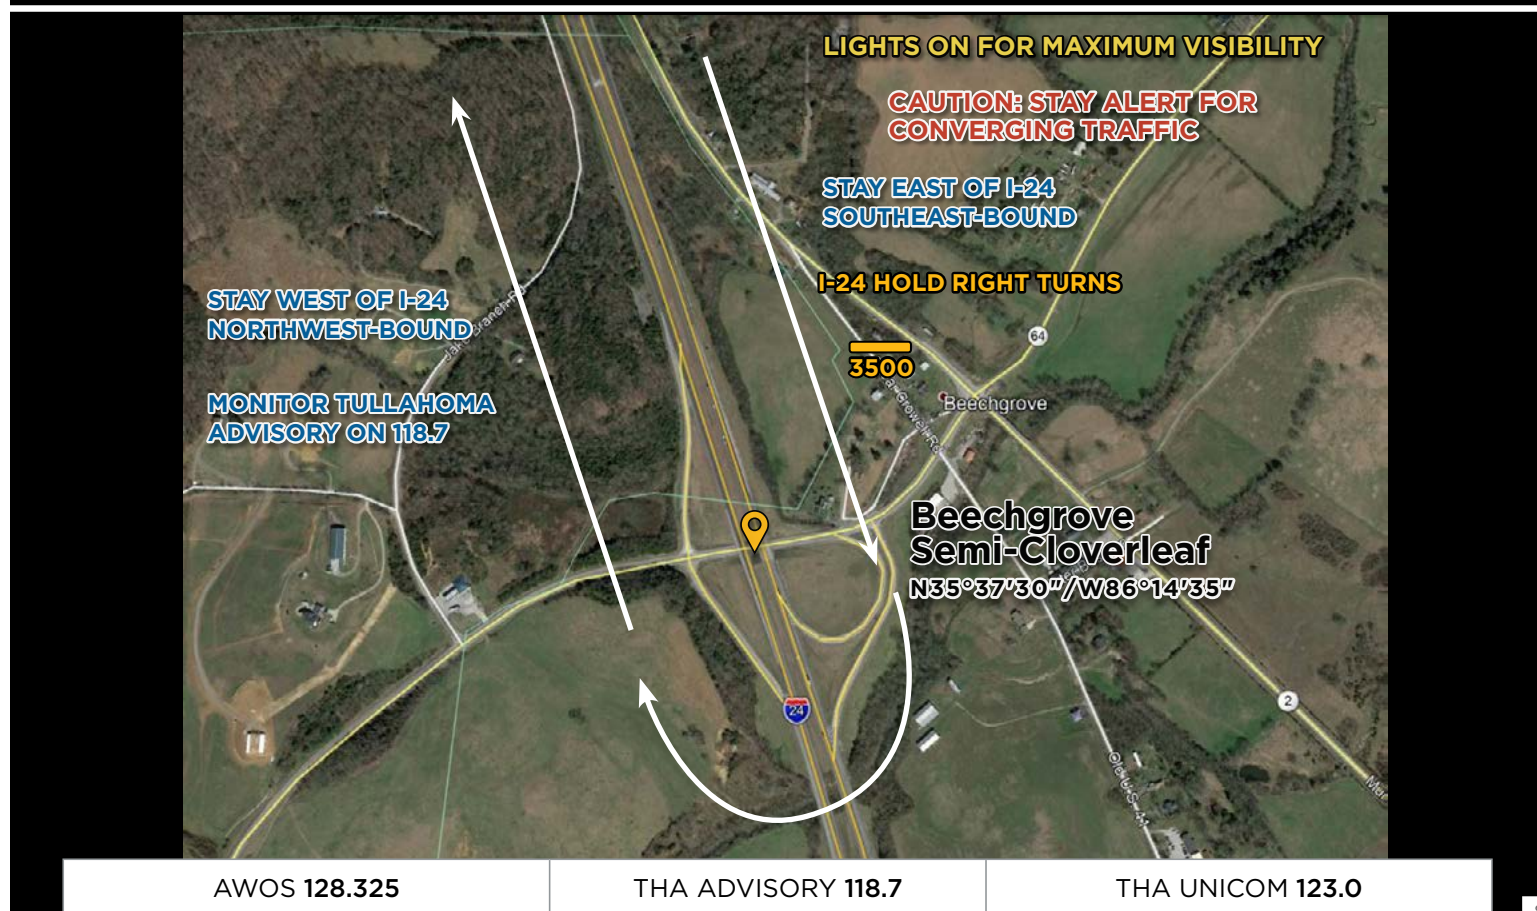 LIGHTS ON FOR MAXIMUM VISIBILITY
CAUTION: STAY ALERT FOR
CONVERGING TRAFFIC
STAY EAST OF I-24
SOUTHEAST-BOUND
I-24 HOLD RIGHT TURNS
STAY WEST OF I-24
NORTHWEST-BOUND
MONITOR TULLAHOMA
ADVISORY ON 118.7
3500
64
Beechgrove
Beechgrove
Semi-Cloverleaf
N35°37'30"/W86°14'35"
24
2
Old U.S. 41
AWOS 128.325
THA ADVISORY 118.7
THA UNICOM 123.0